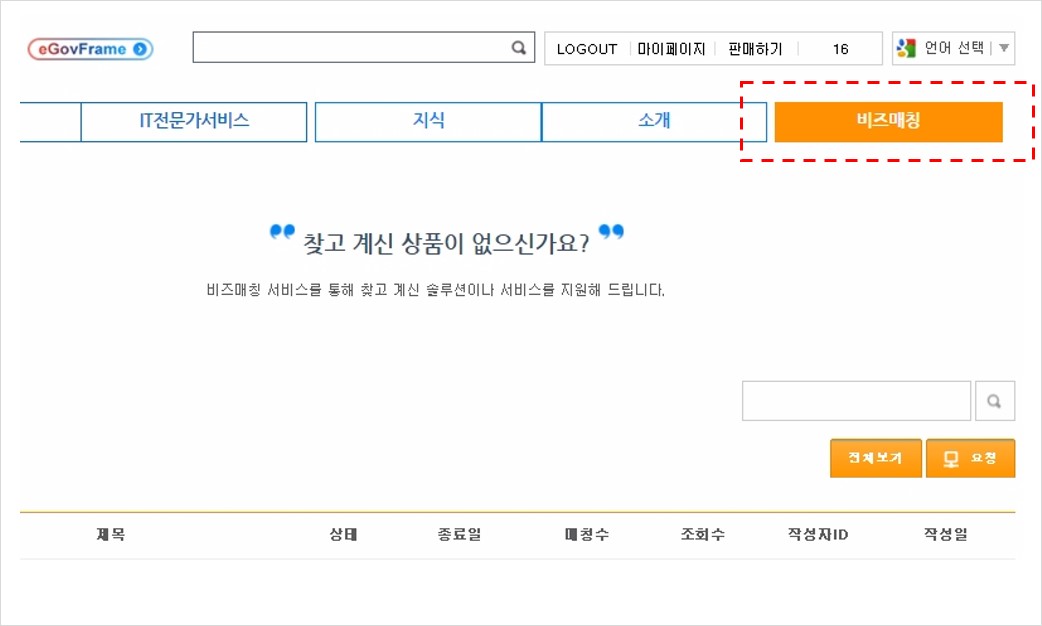 eGovFrame
LOGOUT 마이페이지 판매하기 16
언어 선택
IT전문가서비스 지식 소개 비즈매칭
찾고 계신 상품이 없으신가요?
비즈매칭 서비스를 통해 찾고 계신 솔루션이나 서비스를 지원해 드립니다.
전체보기 요청
제목 상태 종료일 매칭수 조회수 작성자ID 작성일